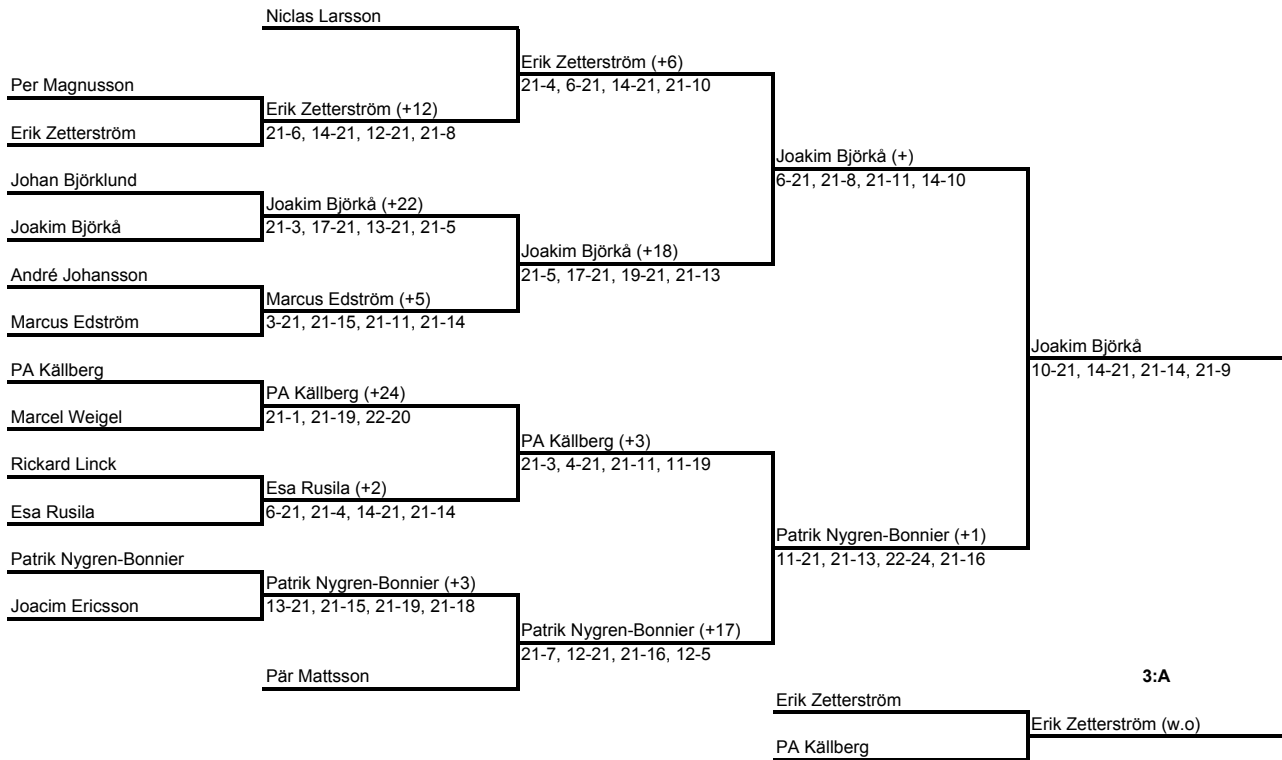 Niclas Larsson
Erik Zetterström (+6)
21-4, 6-21, 14-21, 21-10
Per Magnusson
Erik Zetterström (+12)
21-6, 14-21, 12-21, 21-8
Erik Zetterström
Joakim Björkå (+)
6-21, 21-8, 21-11, 14-10
Johan Björklund
Joakim Björkå (+22)
21-3, 17-21, 13-21, 21-5
Joakim Björkå
Joakim Björkå (+18)
21-5, 17-21, 19-21, 21-13
André Johansson
Marcus Edström (+5)
3-21, 21-15, 21-11, 21-14
Marcus Edström
Joakim Björkå
10-21, 14-21, 21-14, 21-9
PA Källberg
PA Källberg (+24)
21-1, 21-19, 22-20
Marcel Weigel
PA Källberg (+3)
21-3, 4-21, 21-11, 11-19
Rickard Linck
Esa Rusila (+2)
6-21, 21-4, 14-21, 21-14
Esa Rusila
Patrik Nygren-Bonnier (+1)
11-21, 21-13, 22-24, 21-16
Patrik Nygren-Bonnier
Patrik Nygren-Bonnier (+3)
13-21, 21-15, 21-19, 21-18
Joacim Ericsson
Patrik Nygren-Bonnier (+17)
21-7, 12-21, 21-16, 12-5
Pär Mattsson
3:A
Erik Zetterström
Erik Zetterström (w.o)
PA Källberg